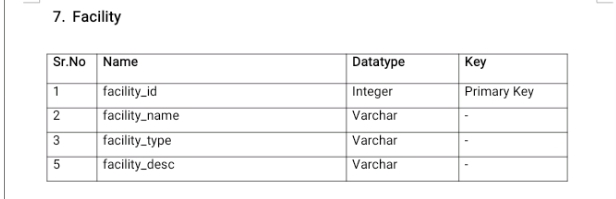 7. Facility
Sr.No Name Datatype Key
1 facility_id Integer Primary Key
2 facility_name Varchar -
3 facility_type Varchar -
5 facility_desc Varchar -